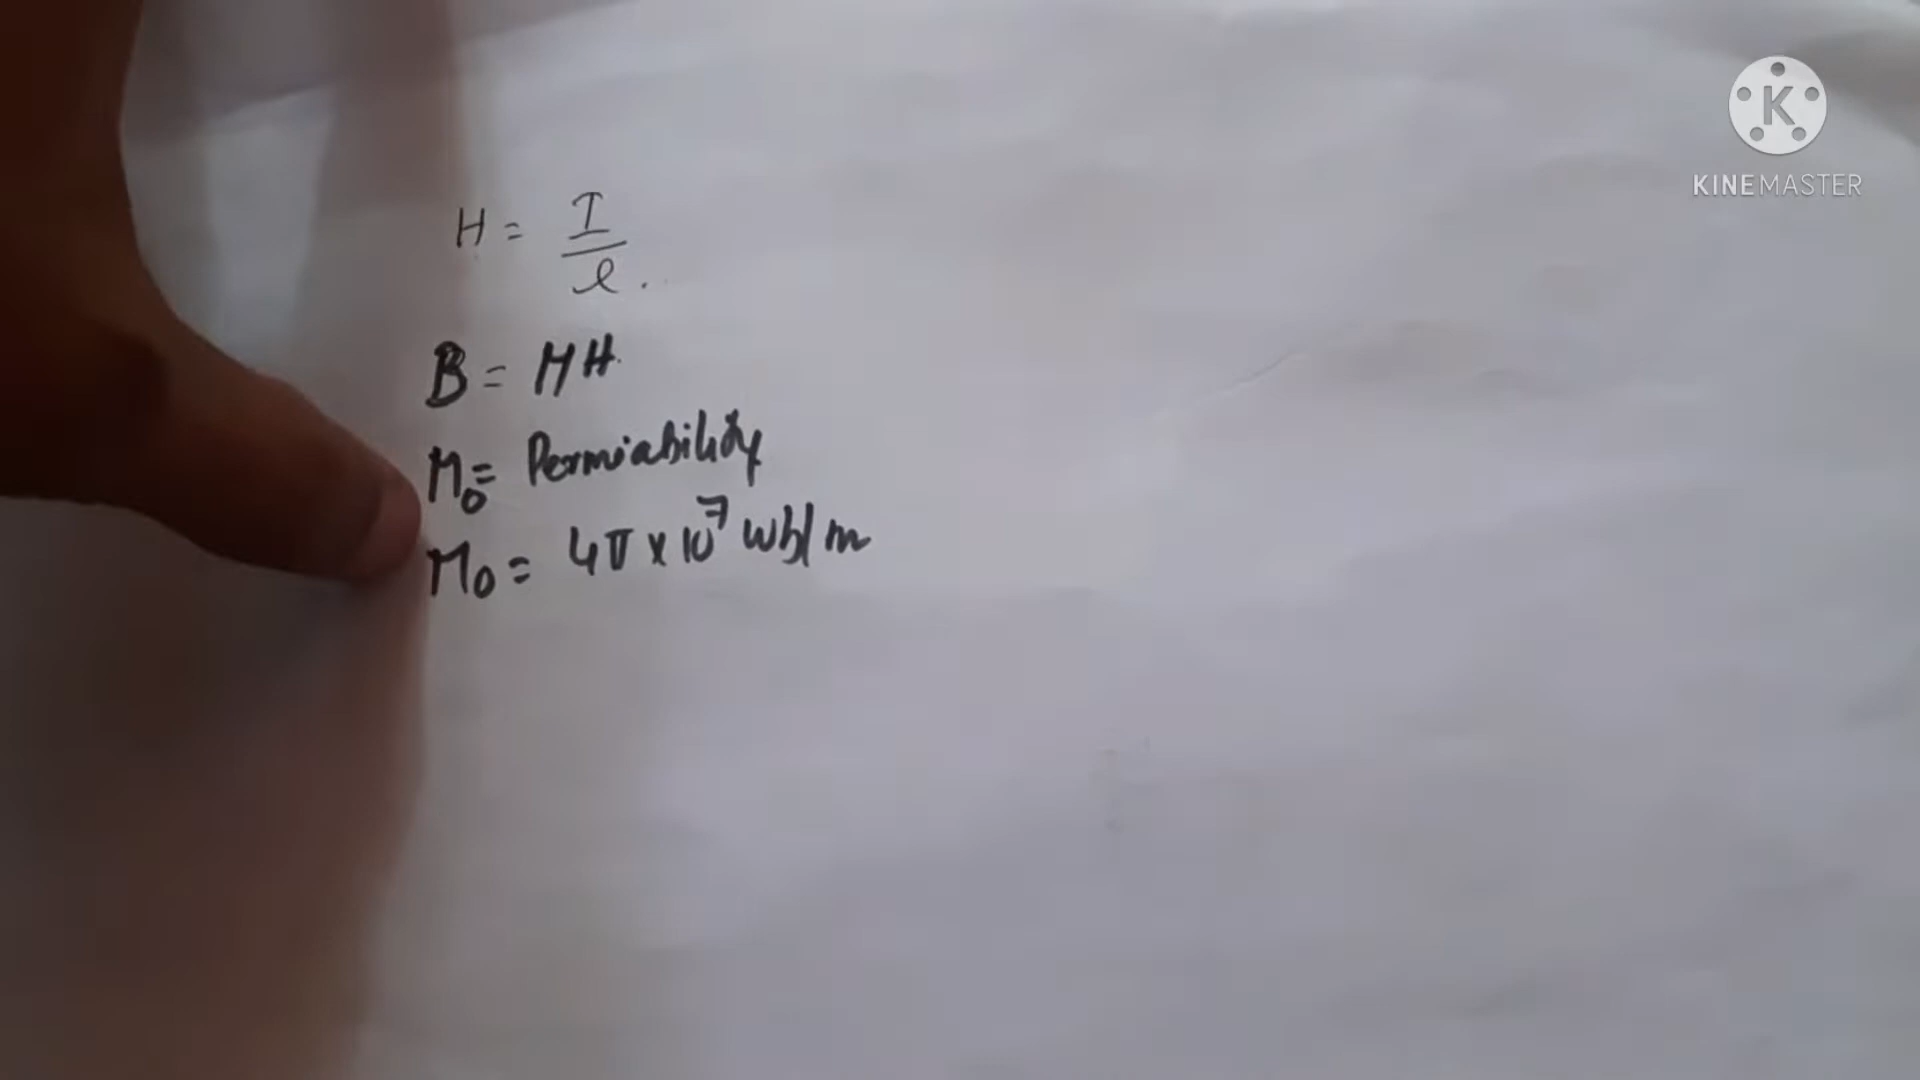 H = I/l.
B = μH.
μ0 = Permiability
μ0 = 4π x 10^7 wb/m
K
KINEMASTER